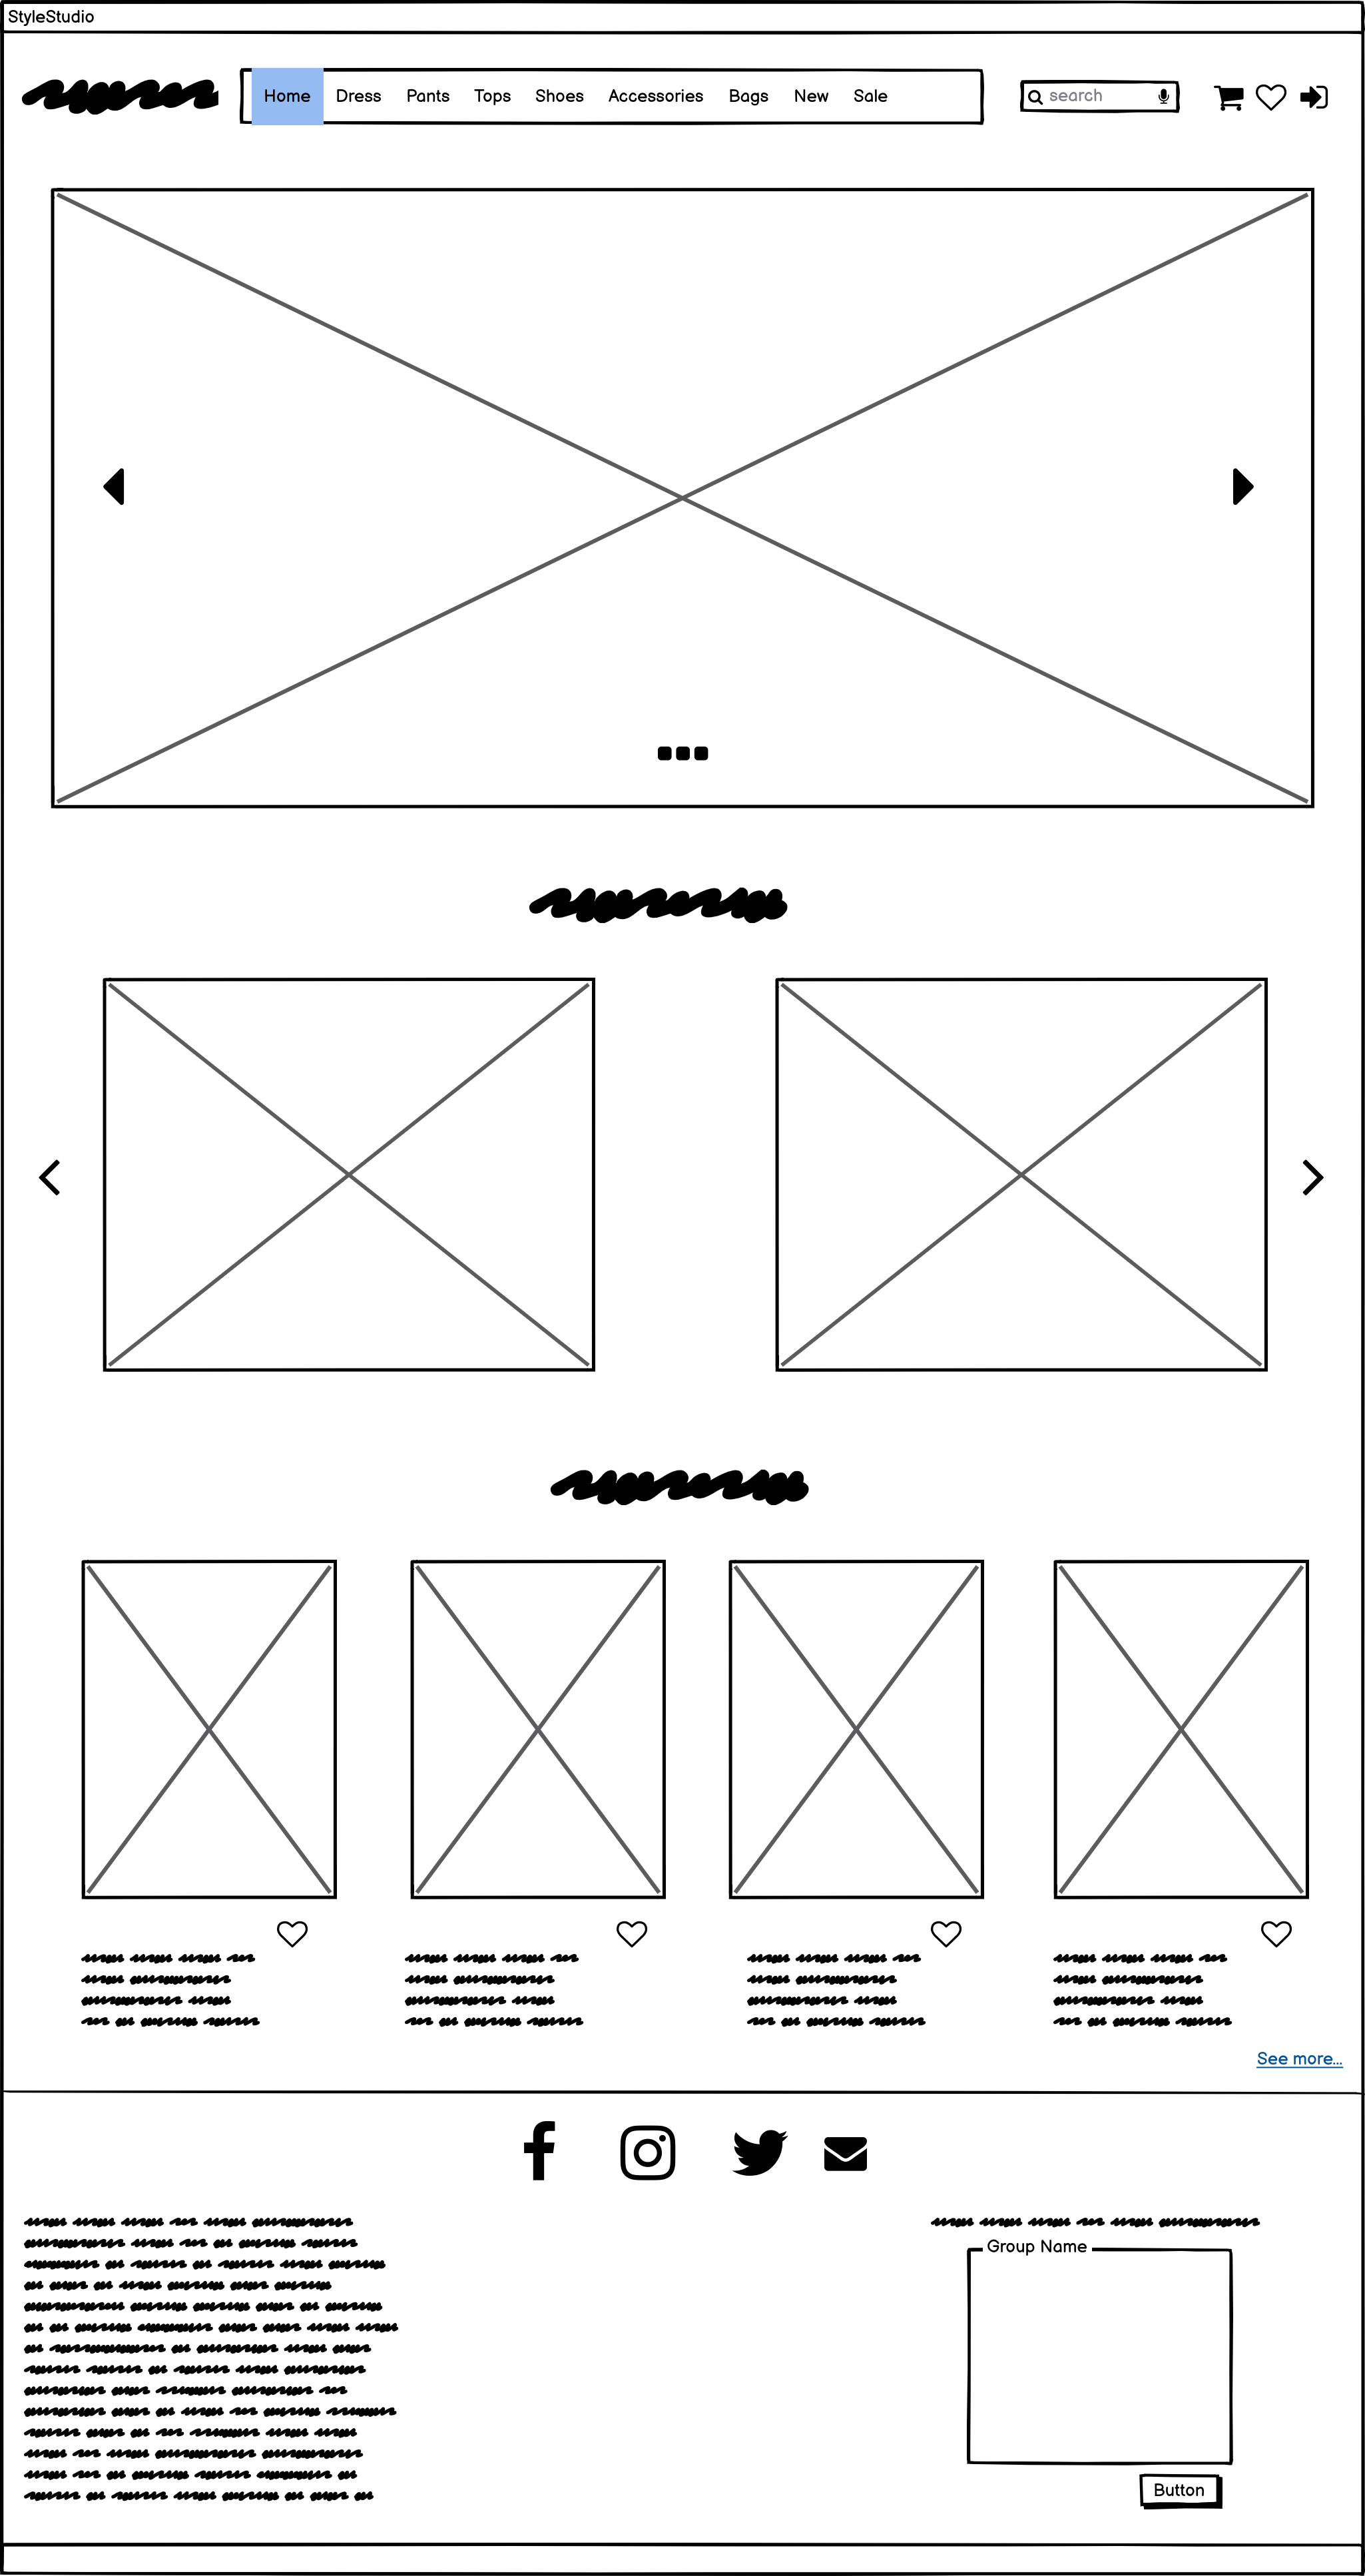 StyleStudio
Home Dress Pants Tops Shoes Accessories Bags New Sale
search
See more...
Group Name
Button